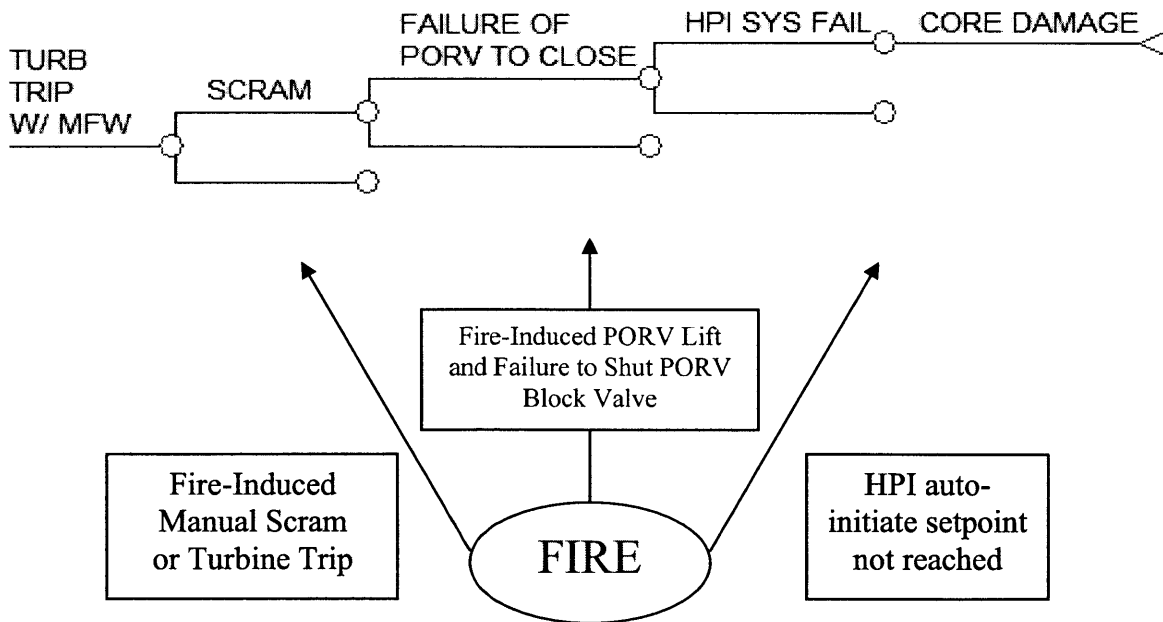 TURB
TRIP
W/ MFW
SCRAM
FAILURE OF
PORV TO CLOSE
HPI SYS FAIL
CORE DAMAGE
Fire-Induced PORV Lift
and Failure to Shut PORV
Block Valve
Fire-Induced
Manual Scram
or Turbine Trip
FIRE
HPI auto-
initiate setpoint
not reached